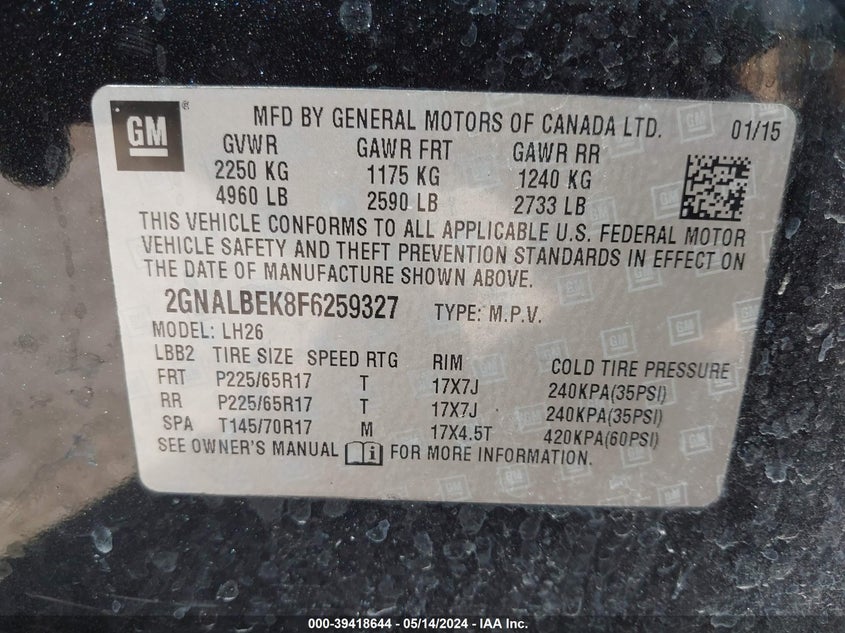 GM ® MFD BY GENERAL MOTORS OF CANADA LTD. 01/15
GVWR GAWR FRT GAWR RR
2250 KG 1175 KG 1240 KG
4960 LB 2590 LB 2733 LB
THIS VEHICLE CONFORMS TO ALL APPLICABLE U.S. FEDERAL MOTOR
VEHICLE SAFETY AND THEFT PREVENTION STANDARDS IN EFFECT ON
THE DATE OF MANUFACTURE SHOWN ABOVE.
2GNALBEK8F6259327 TYPE: M.P.V.
MODEL: LH26
LBB2 TIRE SIZE SPEED RTG RIM COLD TIRE PRESSURE
FRT P225/65R17 T 17X7J 240KPA(35PSI)
RR P225/65R17 T 17X7J 240KPA(35PSI)
SPA T145/70R17 M 17X4.5T 420KPA(60PSI)
SEE OWNER'S MANUAL FOR MORE INFORMATION.
000-39418644 / 05/14/2024 - IAA Inc.